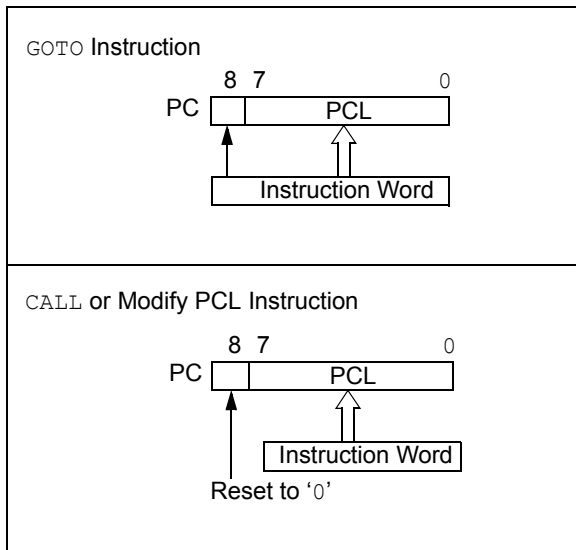 GOTO Instruction
8 7 0
PC PCL
Instruction Word
CALL or Modify PCL Instruction
8 7 0
PC PCL
Instruction Word
Reset to ‘0’